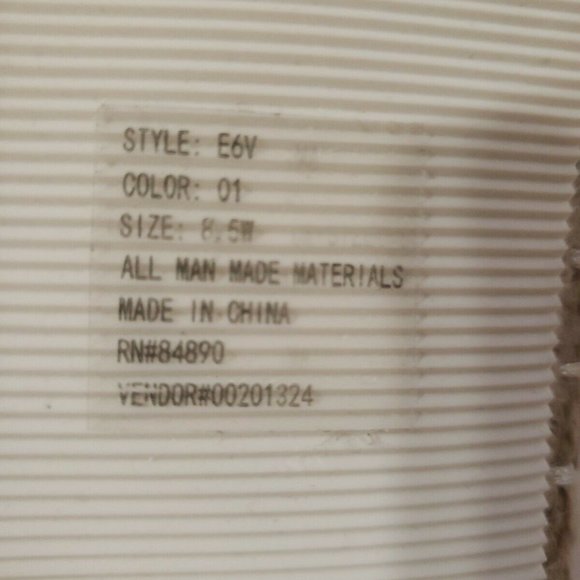 STYLE: E6V
COLOR: 01
SIZE: 8.5W
ALL MAN MADE MATERIALS
MADE IN CHINA
RN#84890
VENDOR#00201324